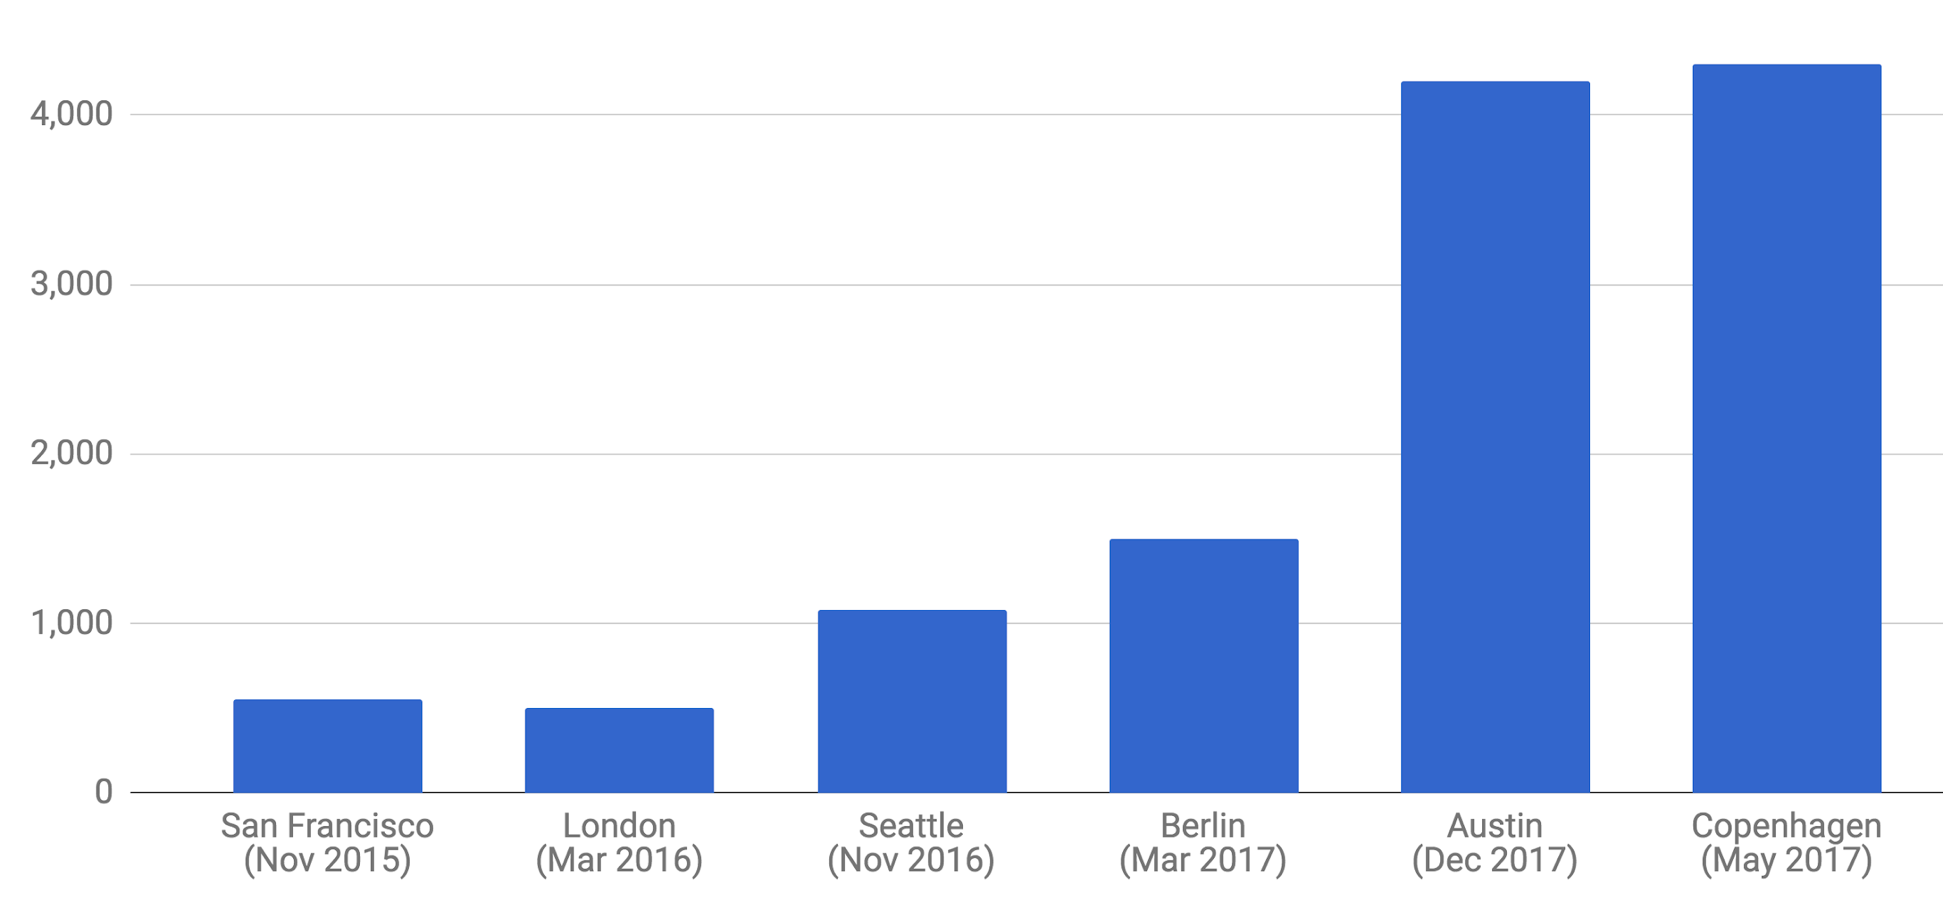 4,000
3,000
2,000
1,000
0
San Francisco
(Nov 2015)
London
(Mar 2016)
Seattle
(Nov 2016)
Berlin
(Mar 2017)
Austin
(Dec 2017)
Copenhagen
(May 2017)